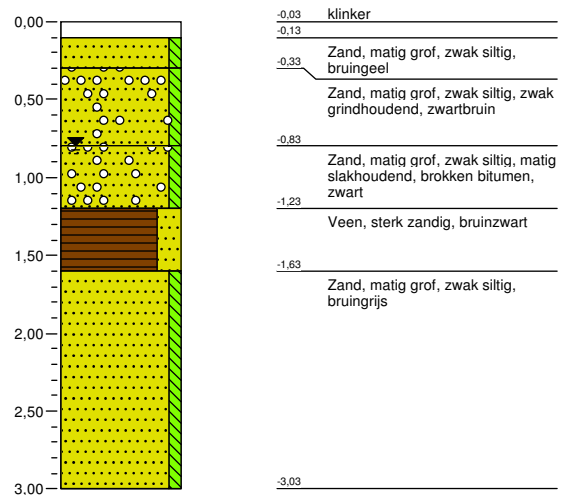 0,00
0,50
1,00
1,50
2,00
2,50
3,00
-0,03 klinker
-0,13
Zand, matig grof, zwak siltig,
bruingeel
-0,33
Zand, matig grof, zwak siltig, zwak
grindhoudend, zwartbruin
-0,83
Zand, matig grof, zwak siltig, matig
slakhoudend, brokken bitumen,
zwart
-1,23
Veen, sterk zandig, bruinzwart
-1,63
Zand, matig grof, zwak siltig,
bruingrijs
-3,03